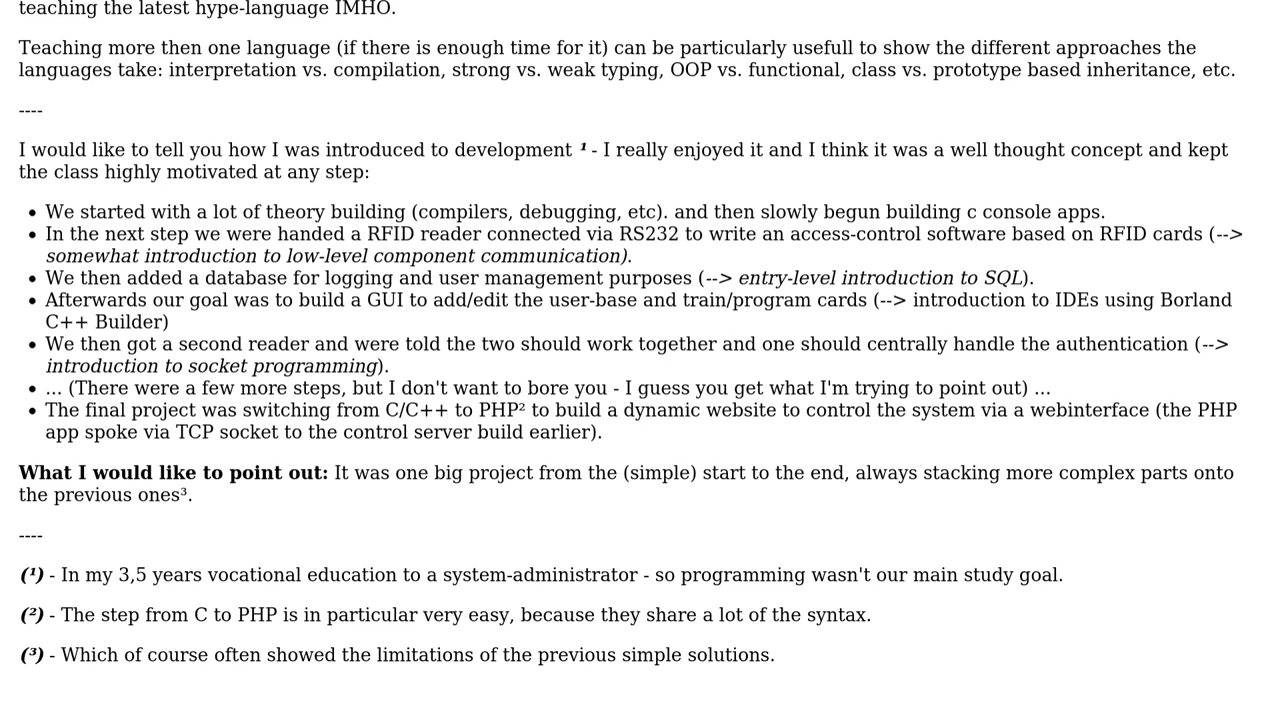 teaching the latest hype-language IMHO.
Teaching more then one language (if there is enough time for it) can be particularly usefull to show the different approaches the
languages take: interpretation vs. compilation, strong vs. weak typing, OOP vs. functional, class vs. prototype based inheritance, etc.
----
I would like to tell you how I was introduced to development ¹ - I really enjoyed it and I think it was a well thought concept and kept
the class highly motivated at any step:
• We started with a lot of theory building (compilers, debugging, etc). and then slowly begun building c console apps.
• In the next step we were handed a RFID reader connected via RS232 to write an access-control software based on RFID cards (-->
somewhat introduction to low-level component communication).
• We then added a database for logging and user management purposes (--> entry-level introduction to SQL).
• Afterwards our goal was to build a GUI to add/edit the user-base and train/program cards (--> introduction to IDEs using Borland
C++ Builder)
• We then got a second reader and were told the two should work together and one should centrally handle the authentication (-->
introduction to socket programming).
• ... (There were a few more steps, but I don't want to bore you - I guess you get what I'm trying to point out) ...
• The final project was switching from C/C++ to PHP² to build a dynamic website to control the system via a webinterface (the PHP
app spoke via TCP socket to the control server build earlier).
What I would like to point out: It was one big project from the (simple) start to the end, always stacking more complex parts onto
the previous ones³.
----
(¹) - In my 3,5 years vocational education to a system-administrator - so programming wasn't our main study goal.
(²) - The step from C to PHP is in particular very easy, because they share a lot of the syntax.
(³) - Which of course often showed the limitations of the previous simple solutions.